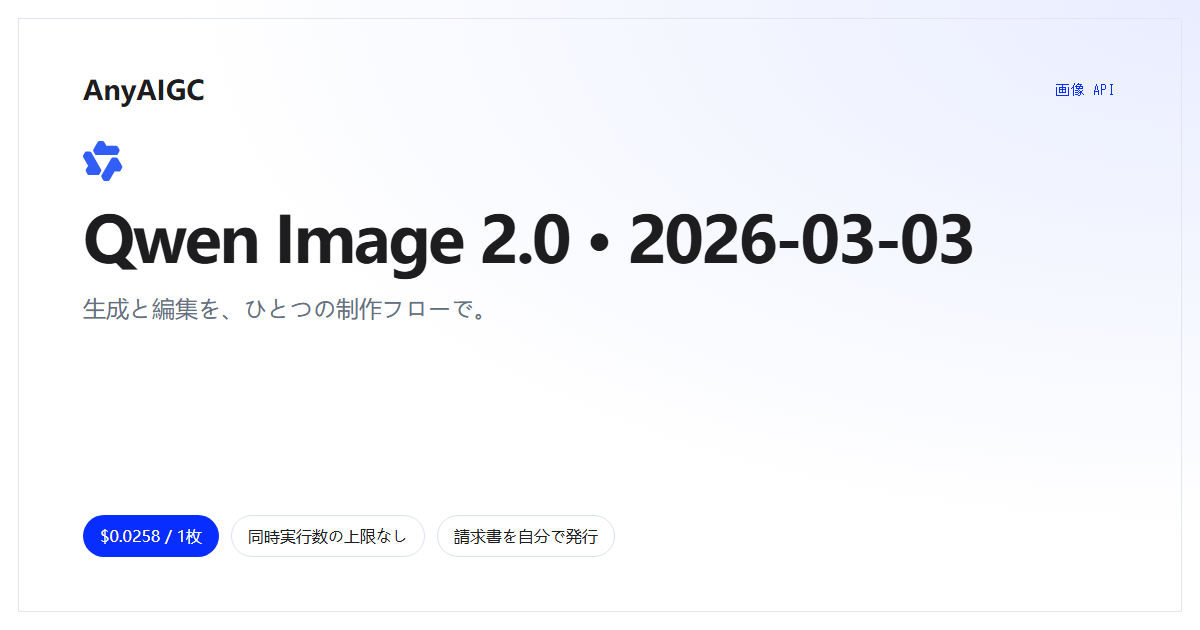 AnyAIGC
画像 API
Qwen Image 2.0 • 2026-03-03
生成と編集を、ひとつの制作フローで。
$0.0258 / 1枚
同時実行数の上限なし
請求書を自分で発行